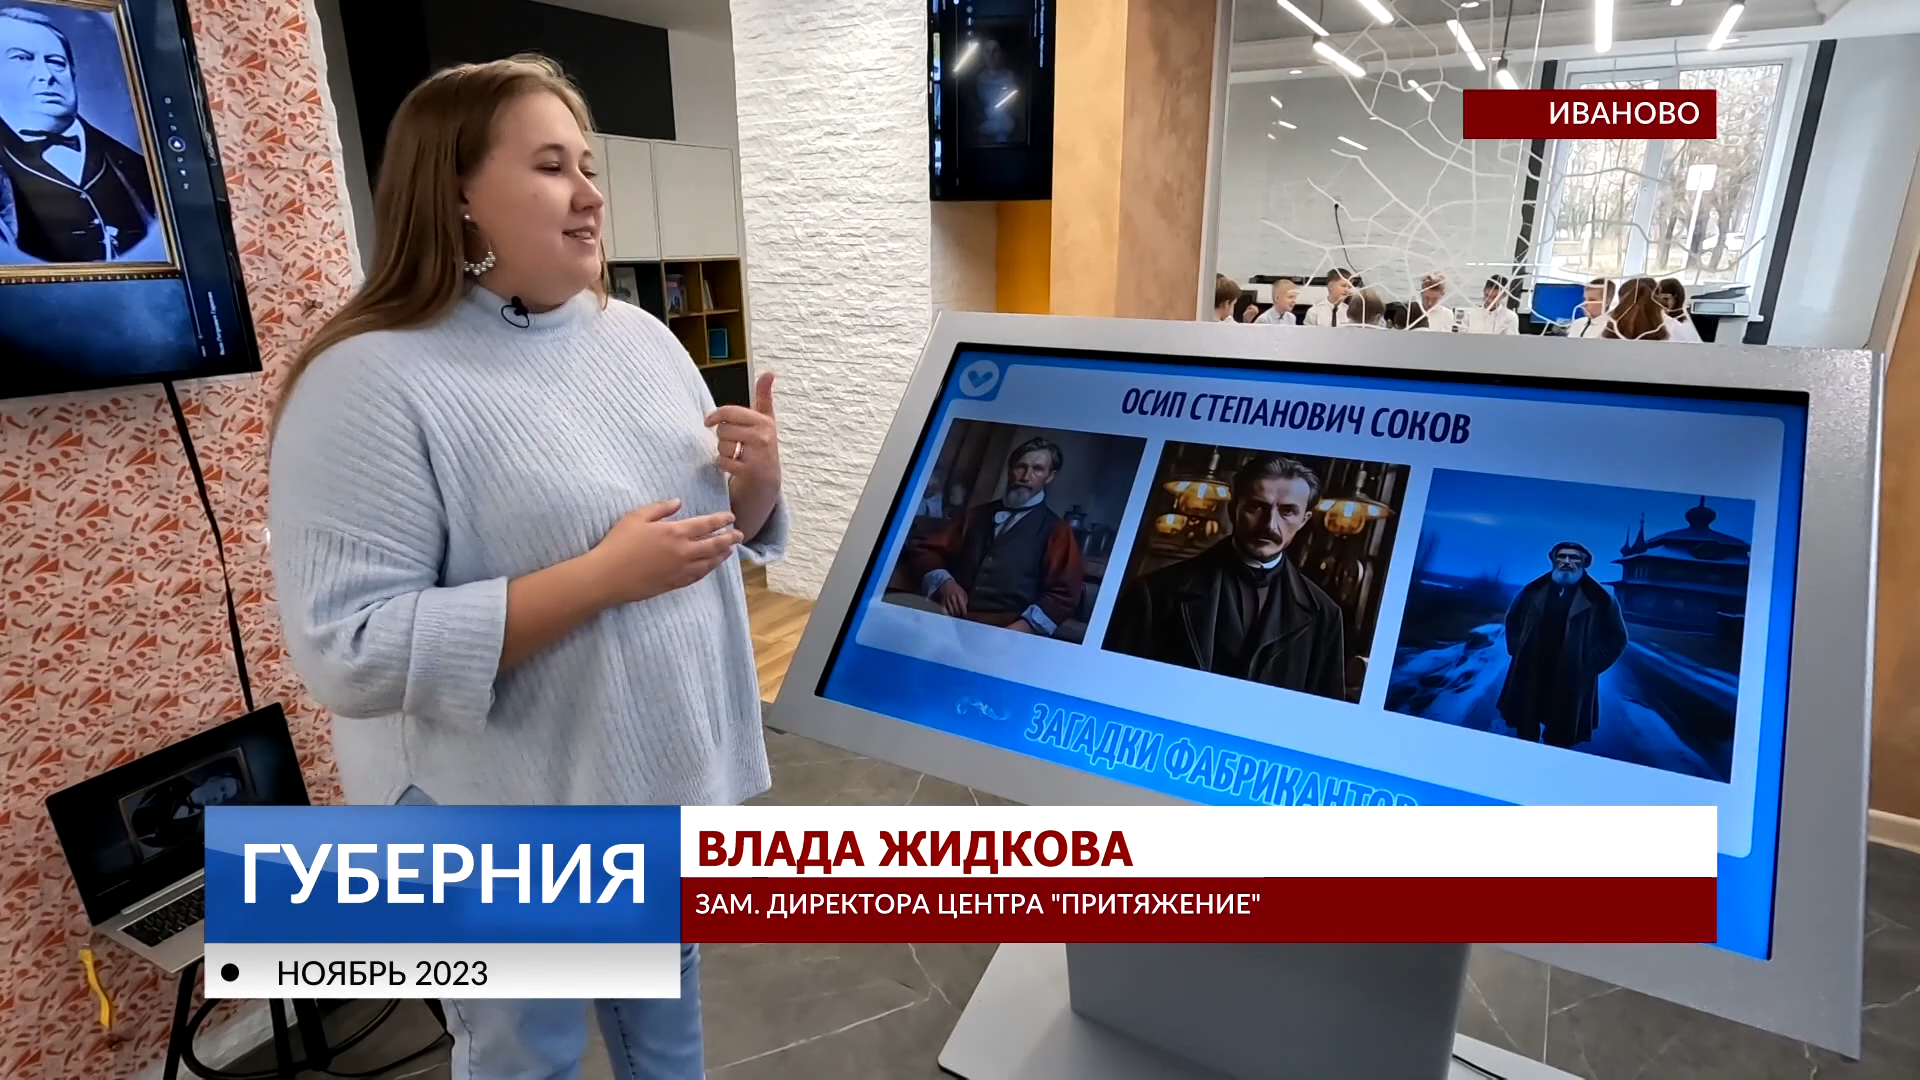 ИВАНОВО
ОСИП СТЕПАНОВИЧ СОКОВ
ЗАГАДКИ ФАБРИКАНТОВ
ГУБЕРНИЯ
ВЛАДА ЖИДКОВА
ЗАМ. ДИРЕКТОРА ЦЕНТРА "ПРИТЯЖЕНИЕ"
НОЯБРЬ 2023